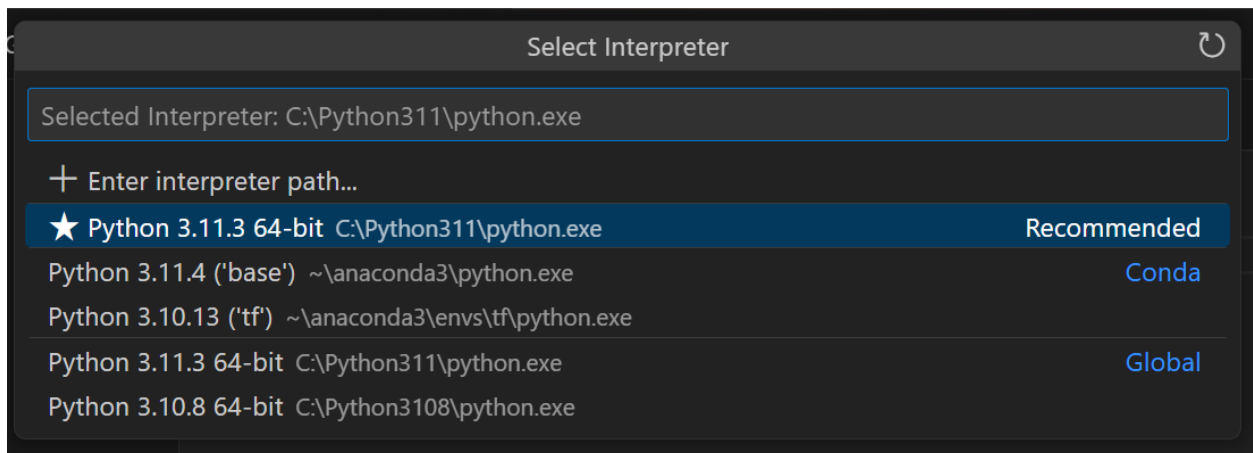 Select Interpreter
Selected Interpreter: C:\Python311\python.exe
Enter interpreter path...
Python 3.11.3 64-bit C:\Python311\python.exe Recommended
Python 3.11.4 ('base') ~\anaconda3\python.exe Conda
Python 3.10.13 ('tf') ~\anaconda3\envs\tf\python.exe
Python 3.11.3 64-bit C:\Python311\python.exe Global
Python 3.10.8 64-bit C:\Python3108\python.exe